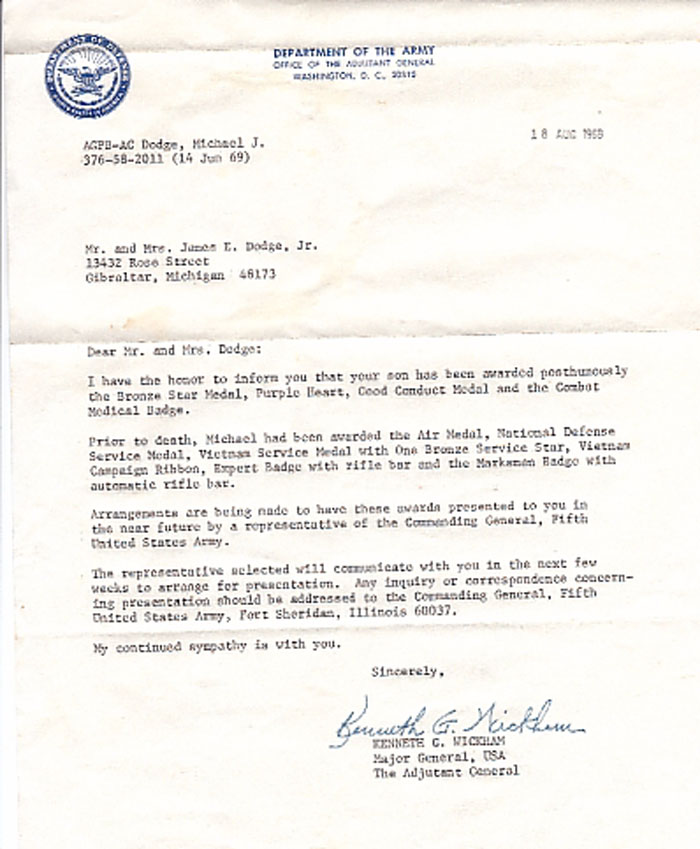 DEPARTMENT OF DEFENSE
UNITED STATES OF AMERICA
DEPARTMENT OF THE ARMY
OFFICE OF THE ADJUTANT GENERAL
WASHINGTON, D. C., 20315
18 AUG 1969
AGPB-AC Dodge, Michael J.
376-58-2011 (14 Jun 69)
Mr. and Mrs. James E. Dodge, Jr.
13432 Rose Street
Gibraltar, Michigan 48173
Dear Mr. and Mrs. Dodge:
I have the honor to inform you that your son has been awarded posthumously
the Bronze Star Medal, Purple Heart, Good Conduct Medal and the Combat
Medical Badge.
Prior to death, Michael had been awarded the Air Medal, National Defense
Service Medal, Vietnam Service Medal with One Bronze Service Star, Vietnam
Campaign Ribbon, Expert Badge with rifle bar and the Marksman Badge with
automatic rifle bar.
Arrangements are being made to have these awards presented to you in
the near future by a representative of the Commanding General, Fifth
United States Army.
The representative selected will communicate with you in the next few
weeks to arrange for presentation. Any inquiry or correspondence concern-
ing presentation should be addressed to the Commanding General, Fifth
United States Army, Fort Sheridan, Illinois 60037.
My continued sympathy is with you.
Sincerely,
Kenneth G. Wickham
KENNETH G. WICKHAM
Major General, USA
The Adjutant General